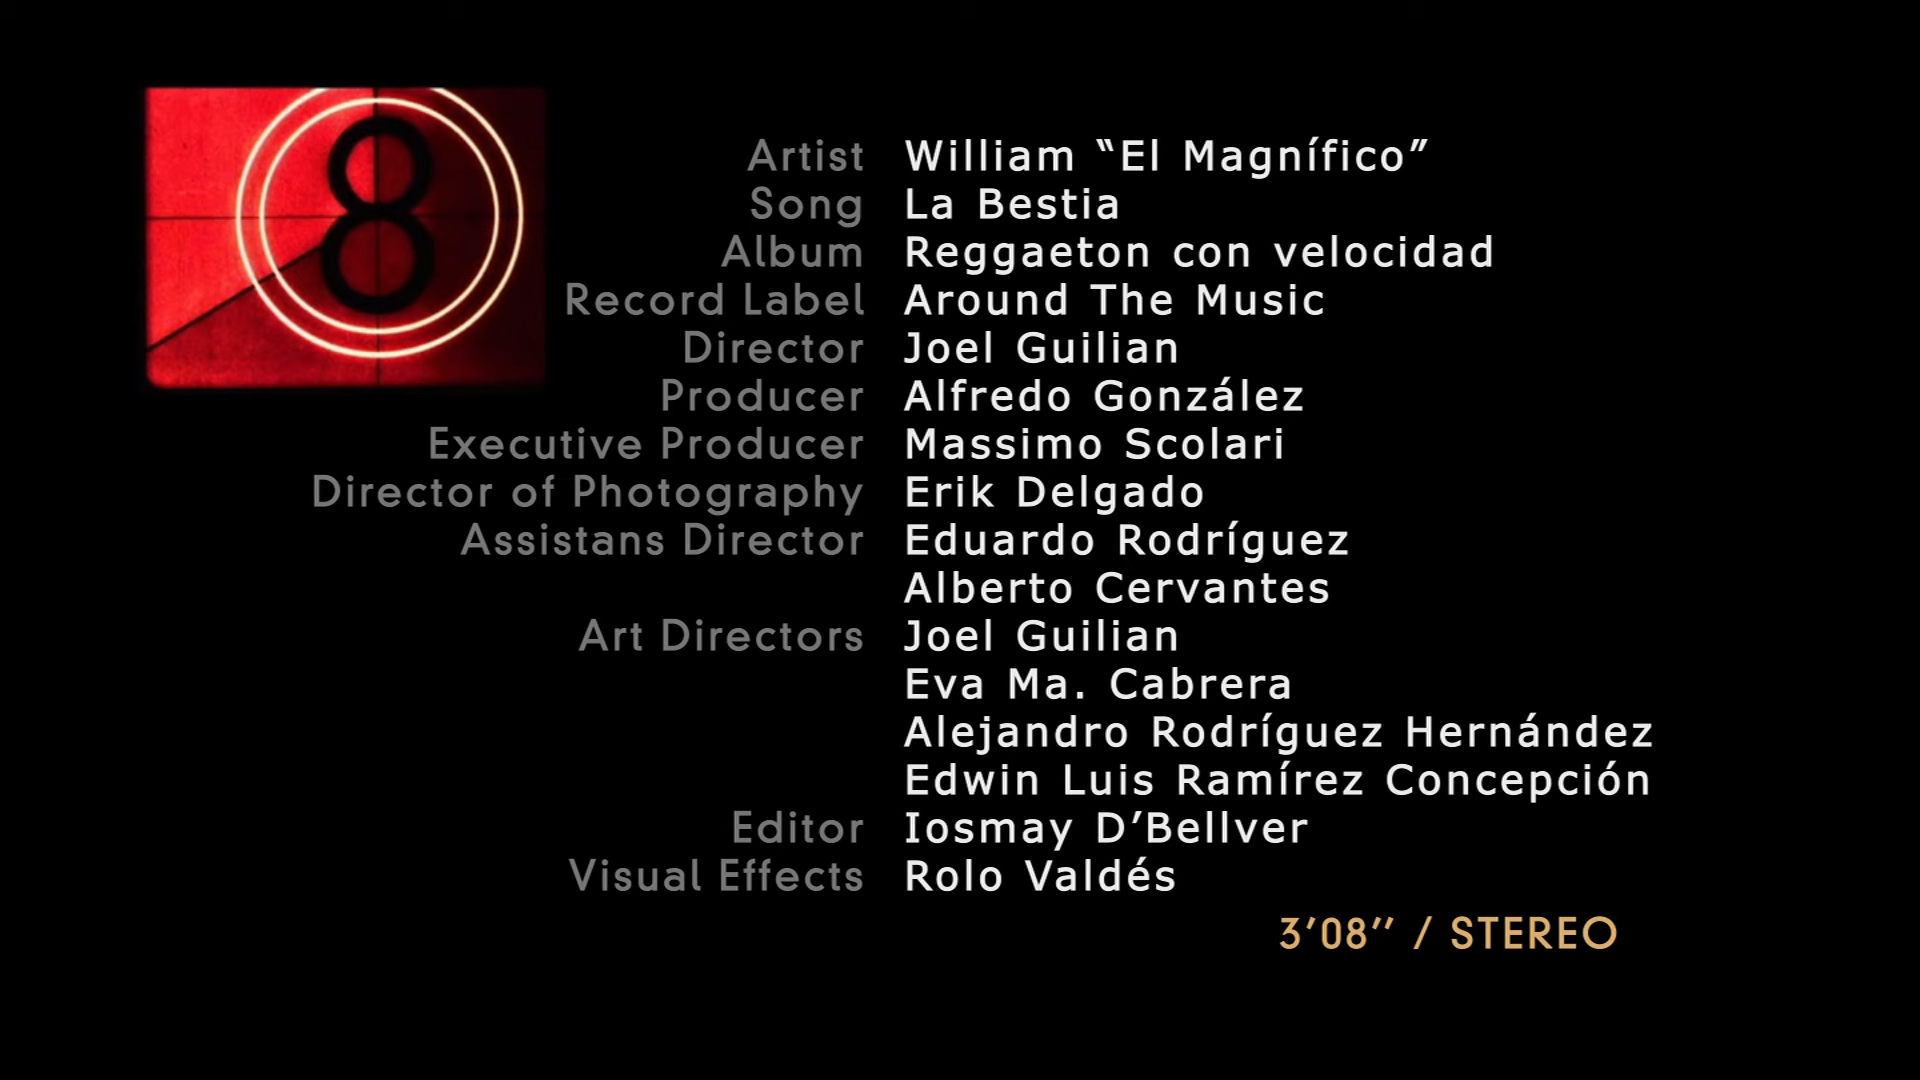 8
Artist William “El Magnífico”
Song La Bestia
Album Reggaeton con velocidad
Record Label Around The Music
Director Joel Guilian
Producer Alfredo González
Executive Producer Massimo Scolari
Director of Photography Erik Delgado
Assistans Director Eduardo Rodríguez
Alberto Cervantes
Art Directors Joel Guilian
Eva Ma. Cabrera
Alejandro Rodríguez Hernández
Edwin Luis Ramírez Concepción
Editor Iosmay D’Bellver
Visual Effects Rolo Valdés
3’08’’ / STEREO